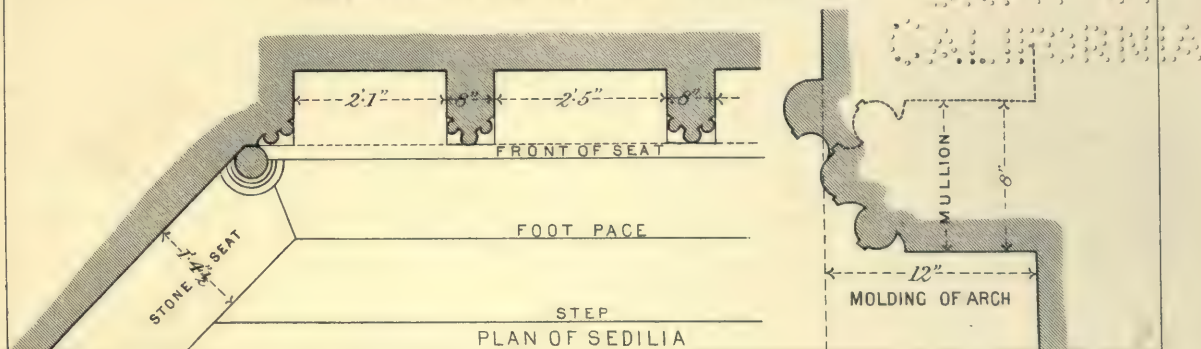 CALIFORNIA
2'·1"
8"
2'·5"
8"
FRONT OF SEAT
FOOT PACE
STONE SEAT
STEP
PLAN OF SEDILIA
MULLION
8"
12"
MOLDING OF ARCH